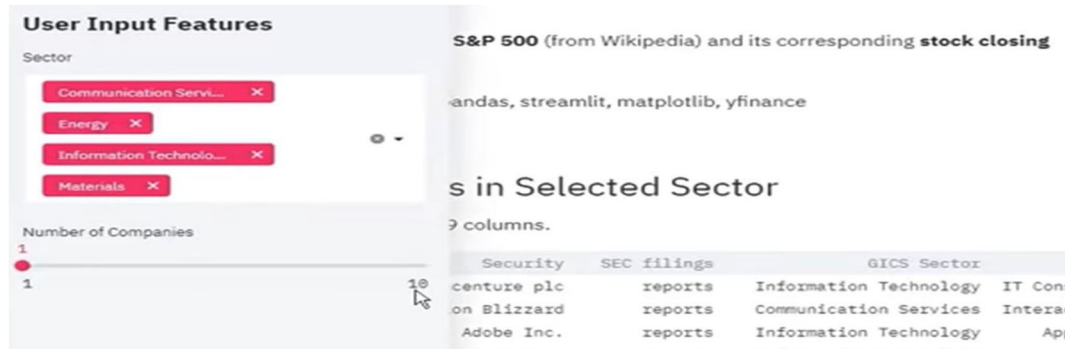 User Input Features
Sector
Communication Servi... ×
Energy ×
Information Technolo... ×
Materials ×
Number of Companies
1
1 10
S&P 500 (from Wikipedia) and its corresponding stock closing
andas, streamlit, matplotlib, yfinance
s in Selected Sector
9 columns.
Security SEC filings GICS Sector
centure plc reports Information Technology IT Con
on Blizzard reports Communication Services Intera
Adobe Inc. reports Information Technology Ap